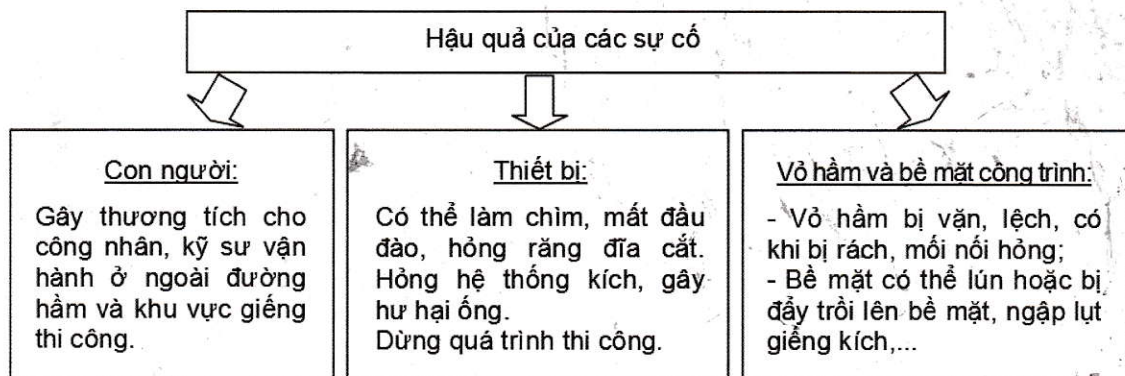 Hậu quả của các sự cố
Con người:
Gây thương tích cho
công nhân, kỹ sư vận
hành ở ngoài đường
hầm và khu vực giếng
thi công.
Thiết bị:
Có thể làm chìm, mất đầu
đào, hỏng răng đĩa cắt.
Hỏng hệ thống kích, gây
hư hại ống.
Dừng quá trình thi công.
Vỏ hầm và bề mặt công trình:
- Vỏ hầm bị vặn, lệch, có
khi bị rách, mối nối hỏng;
- Bề mặt có thể lún hoặc bị
đẩy trồi lên bề mặt, ngập lụt
giếng kích,...